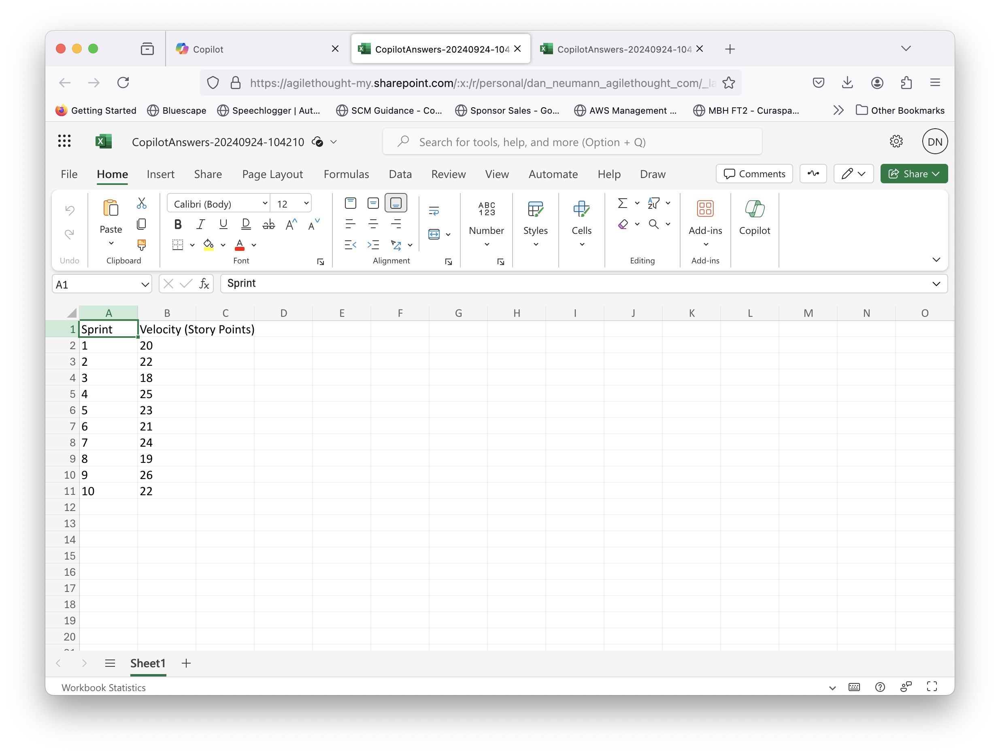 Copilot
CopilotAnswers-20240924-104
CopilotAnswers-20240924-104
https://agilethought-my.sharepoint.com/:x:/r/personal/dan_neumann_agilethought_com/_la
Getting Started Bluescape Speechlogger | Aut... SCM Guidance - Co... Sponsor Sales - Go... AWS Management ... MBH FT2 - Curaspa... Other Bookmarks
CopilotAnswers-20240924-104210
Search for tools, help, and more (Option + Q)
DN
File Home Insert Share Page Layout Formulas Data Review View Automate Help Draw
Comments
Share
Paste
Calibri (Body) 12
B I U D ab A A
A
ABC
123
Number
Styles
Cells
Add-ins
Copilot
Undo Clipboard Font Alignment Editing Add-ins
A1 fx Sprint
A B C D E F G H I J K L M N O
1 Sprint Velocity (Story Points)
2 1 20
3 2 22
4 3 18
5 4 25
6 5 23
7 6 21
8 7 24
9 8 19
10 9 26
11 10 22
12
13
14
15
16
17
18
19
20
Sheet1
Workbook Statistics